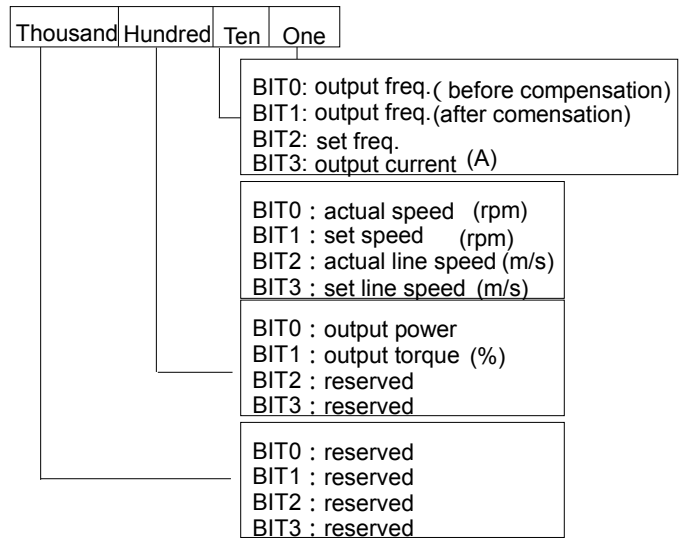 Thousand Hundred Ten One
BIT0: output freq.( before compensation)
BIT1: output freq.(after comensation)
BIT2: set freq.
BIT3: output current (A)
BIT0 : actual speed (rpm)
BIT1 : set speed (rpm)
BIT2 : actual line speed (m/s)
BIT3 : set line speed (m/s)
BIT0 : output power
BIT1 : output torque (%)
BIT2 : reserved
BIT3 : reserved
BIT0 : reserved
BIT1 : reserved
BIT2 : reserved
BIT3 : reserved